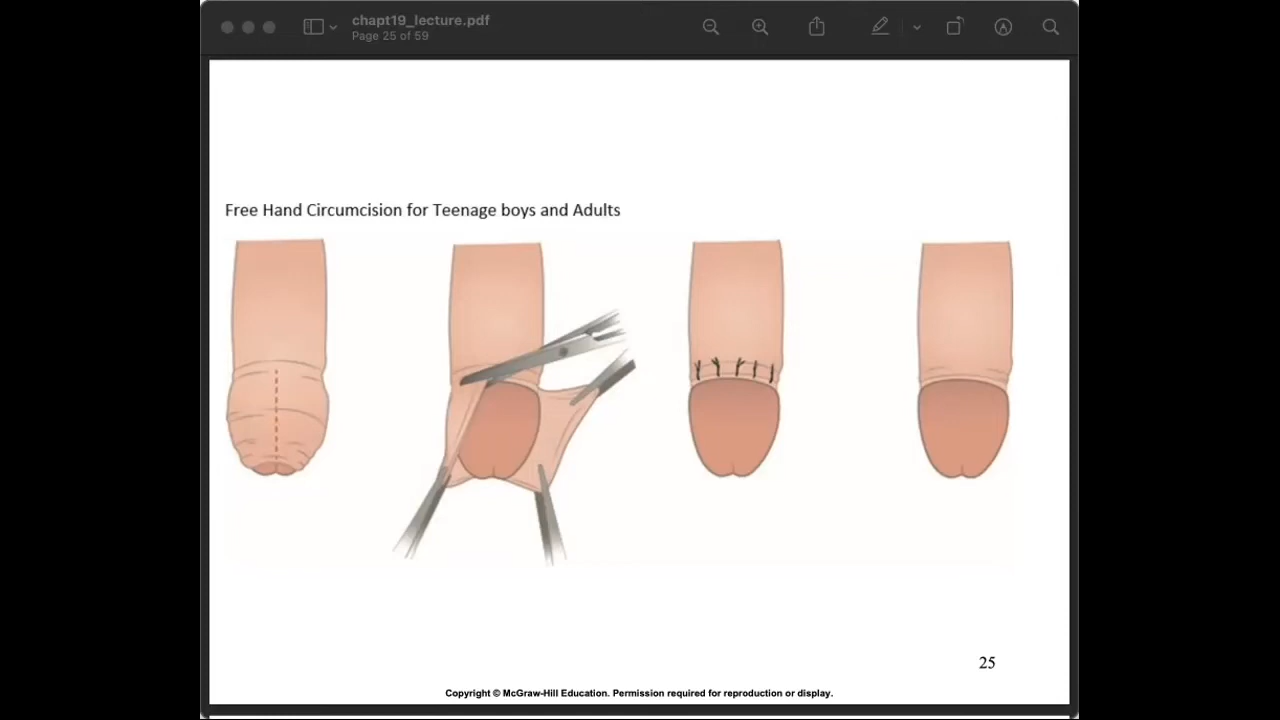 chapt19_lecture.pdf
Page 25 of 59
Free Hand Circumcision for Teenage boys and Adults
25
Copyright © McGraw-Hill Education. Permission required for reproduction or display.